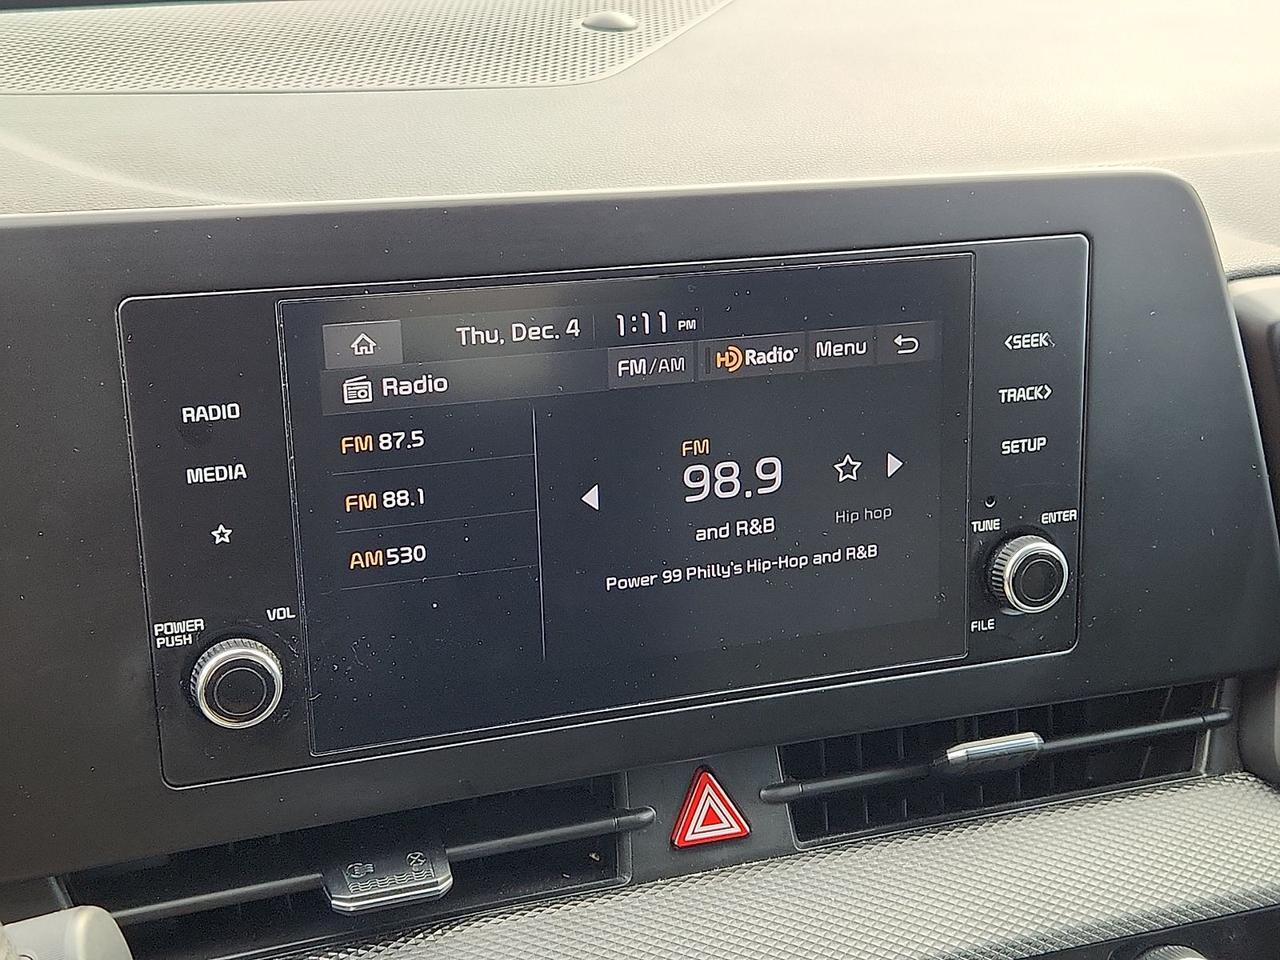 Thu, Dec. 4 1:11 PM
Radio FM/AM HD Radio Menu
FM 87.5
FM 88.1
AM 530
FM
98.9
Hip hop
and R&B
Power 99 Philly's Hip-Hop and R&B
RADIO
MEDIA
VOL
POWER
PUSH
<SEEK
TRACK>
SETUP
TUNE
ENTER
FILE